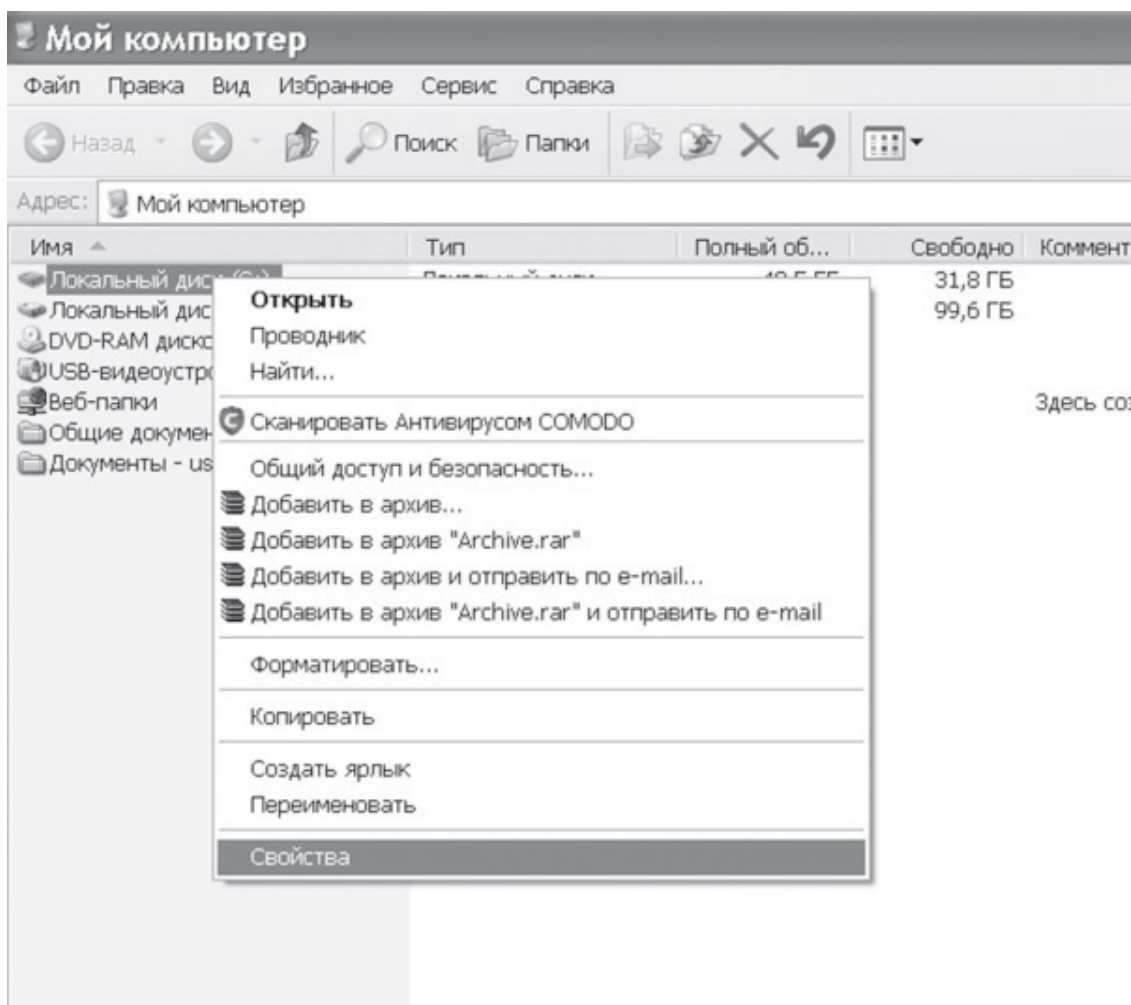 Мой компьютер
Файл Правка Вид Избранное Сервис Справка
Назад Поиск Папки
Адрес: Мой компьютер
Имя Тип Полный об... Свободно Коммент
Локальный диск (C:) 31,8 ГБ
Локальный дис 99,6 ГБ
DVD-RAM диско
USB-видеоустро
Веб-папки Здесь соз
Общие докумен
Документы - us
Открыть
Проводник
Найти...
Сканировать Антивирусом COMODO
Общий доступ и безопасность...
Добавить в архив...
Добавить в архив "Archive.rar"
Добавить в архив и отправить по e-mail...
Добавить в архив "Archive.rar" и отправить по e-mail
Форматировать...
Копировать
Создать ярлык
Переименовать
Свойства